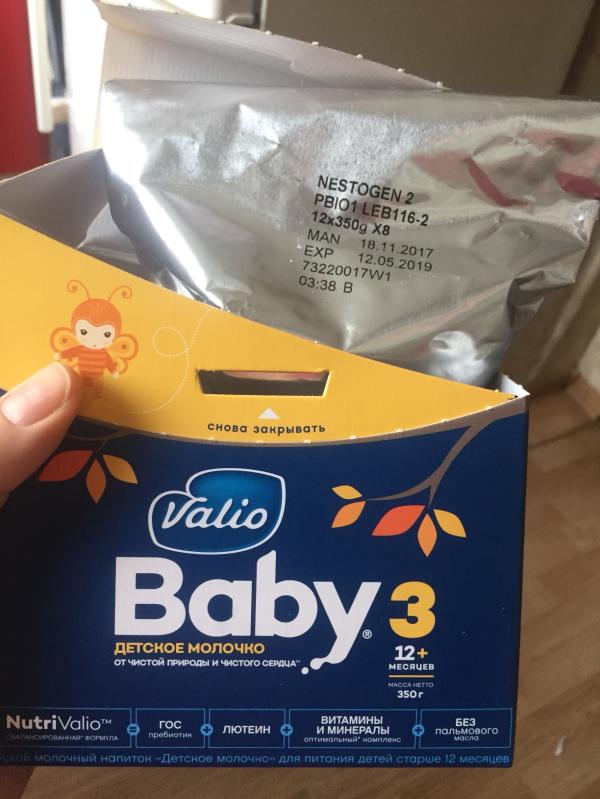 NESTOGEN 2
PBIO1 LEB116-2
12x350g X8
MAN 18.11.2017
EXP 12.05.2019
73220017W1
03:38 B
снова закрывать
Valio
Baby® 3
ДЕТСКОЕ МОЛОЧКО
ОТ ЧИСТОЙ ПРИРОДЫ И ЧИСТОГО СЕРДЦА™
12+
МЕСЯЦЕВ
МАССА НЕТТО
350 г
NutriValio™
СБАЛАНСИРОВАННАЯ* ФОРМУЛА
=
ГОС
пребиотик
+
ЛЮТЕИН
+
ВИТАМИНЫ
И МИНЕРАЛЫ
оптимальный* комплекс
+
БЕЗ
пальмового
масла
сухой молочный напиток «Детское молочко» для питания детей старше 12 месяцев